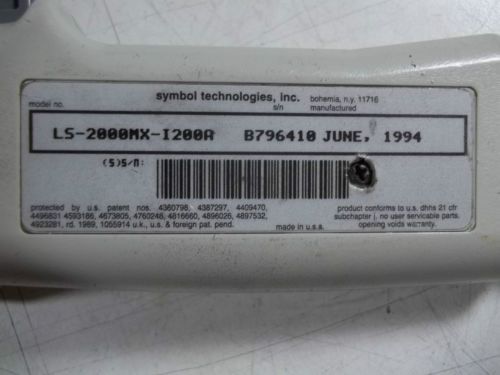 symbol technologies, inc. bohemia, n.y. 11716
model no. s/n manufactured
LS-2000MX-I200A B796410 JUNE, 1994
(S)S/N:
protected by u.s. patent nos. 4360798, 4387297, 4409470,
4496831 4593186, 4673805, 4760248, 4816660, 4896026, 4897532,
4923281, rd. 1989, 1055914 u.k., u.s. & foreign pat. pend.
made in u.s.a.
product conforms to u.s. dhhs 21 cfr
subchapter j. no user servicable parts,
opening voids warranty.